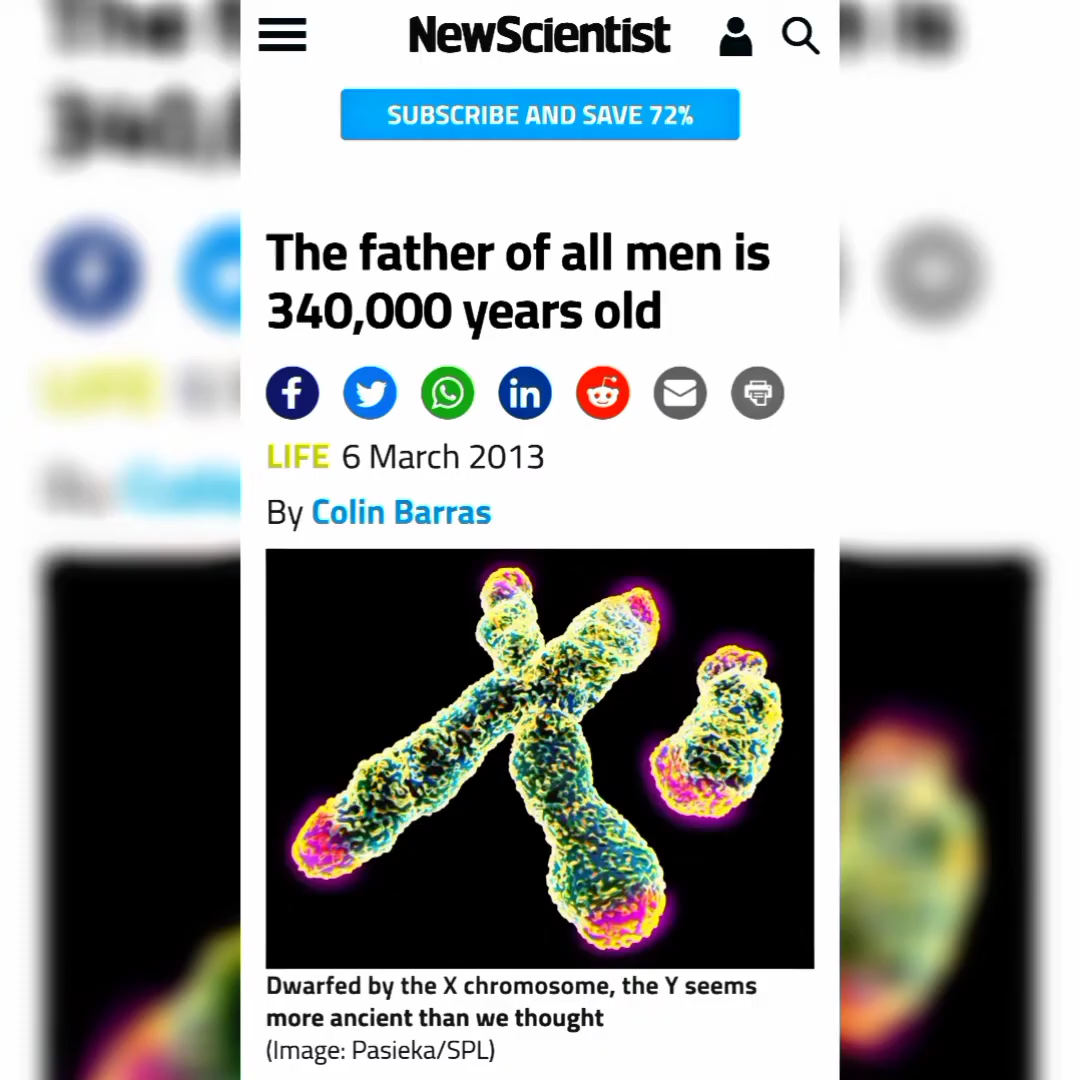 NewScientist
SUBSCRIBE AND SAVE 72%
The father of all men is
340,000 years old
LIFE 6 March 2013
By Colin Barras
Dwarfed by the X chromosome, the Y seems
more ancient than we thought
(Image: Pasieka/SPL)